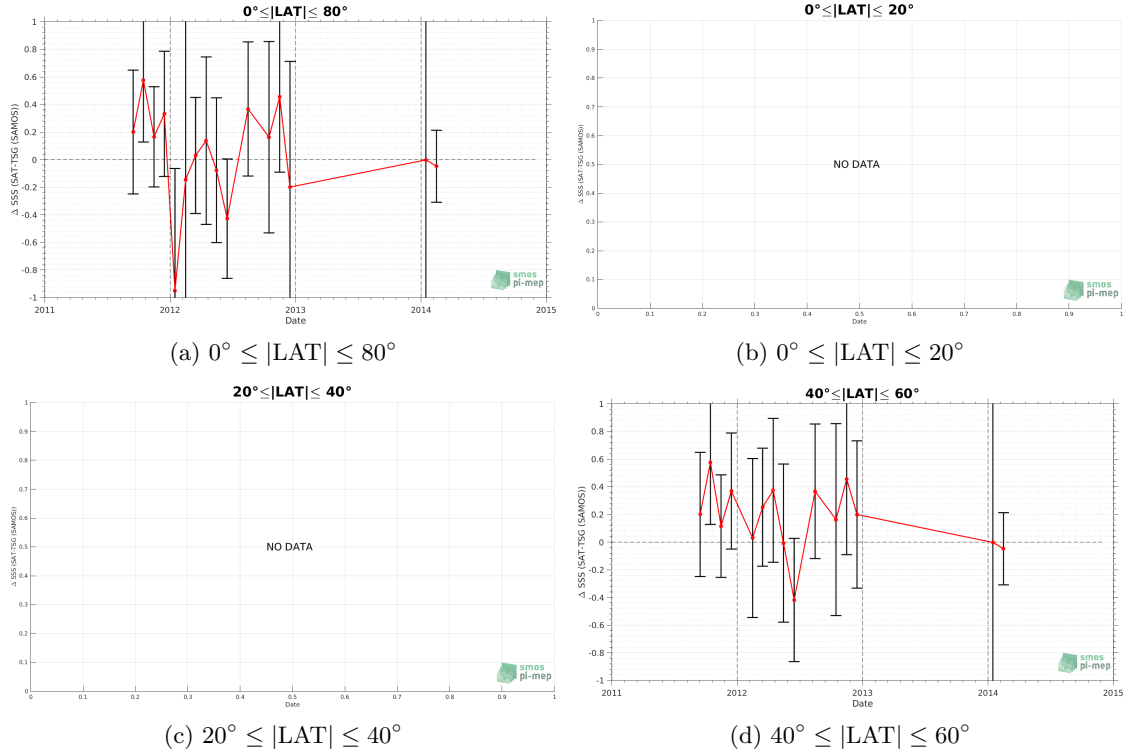 0°≤|LAT|≤ 80°
1
0.8
0.6
0.4
0.2
0
-0.2
-0.4
-0.6
-0.8
-1
Δ SSS (SAT-TSG (SAMOS))
2011
2012
2013
2014
2015
Date
smos
pi-mep
(a) 0° ≤ |LAT| ≤ 80°
0°≤|LAT|≤ 20°
1
0.9
0.8
0.7
0.6
0.5
0.4
0.3
0.2
0.1
0
Δ SSS (SAT-TSG (SAMOS))
NO DATA
0
0.1
0.2
0.3
0.4
0.5
0.6
0.7
0.8
0.9
1
Date
smos
pi-mep
(b) 0° ≤ |LAT| ≤ 20°
20°≤|LAT|≤ 40°
1
0.9
0.8
0.7
0.6
0.5
0.4
0.3
0.2
0.1
0
Δ SSS (SAT-TSG (SAMOS))
NO DATA
0
0.1
0.2
0.3
0.4
0.5
0.6
0.7
0.8
0.9
1
Date
smos
pi-mep
(c) 20° ≤ |LAT| ≤ 40°
40°≤|LAT|≤ 60°
1
0.8
0.6
0.4
0.2
0
-0.2
-0.4
-0.6
-0.8
-1
Δ SSS (SAT-TSG (SAMOS))
2011
2012
2013
2014
2015
Date
smos
pi-mep
(d) 40° ≤ |LAT| ≤ 60°